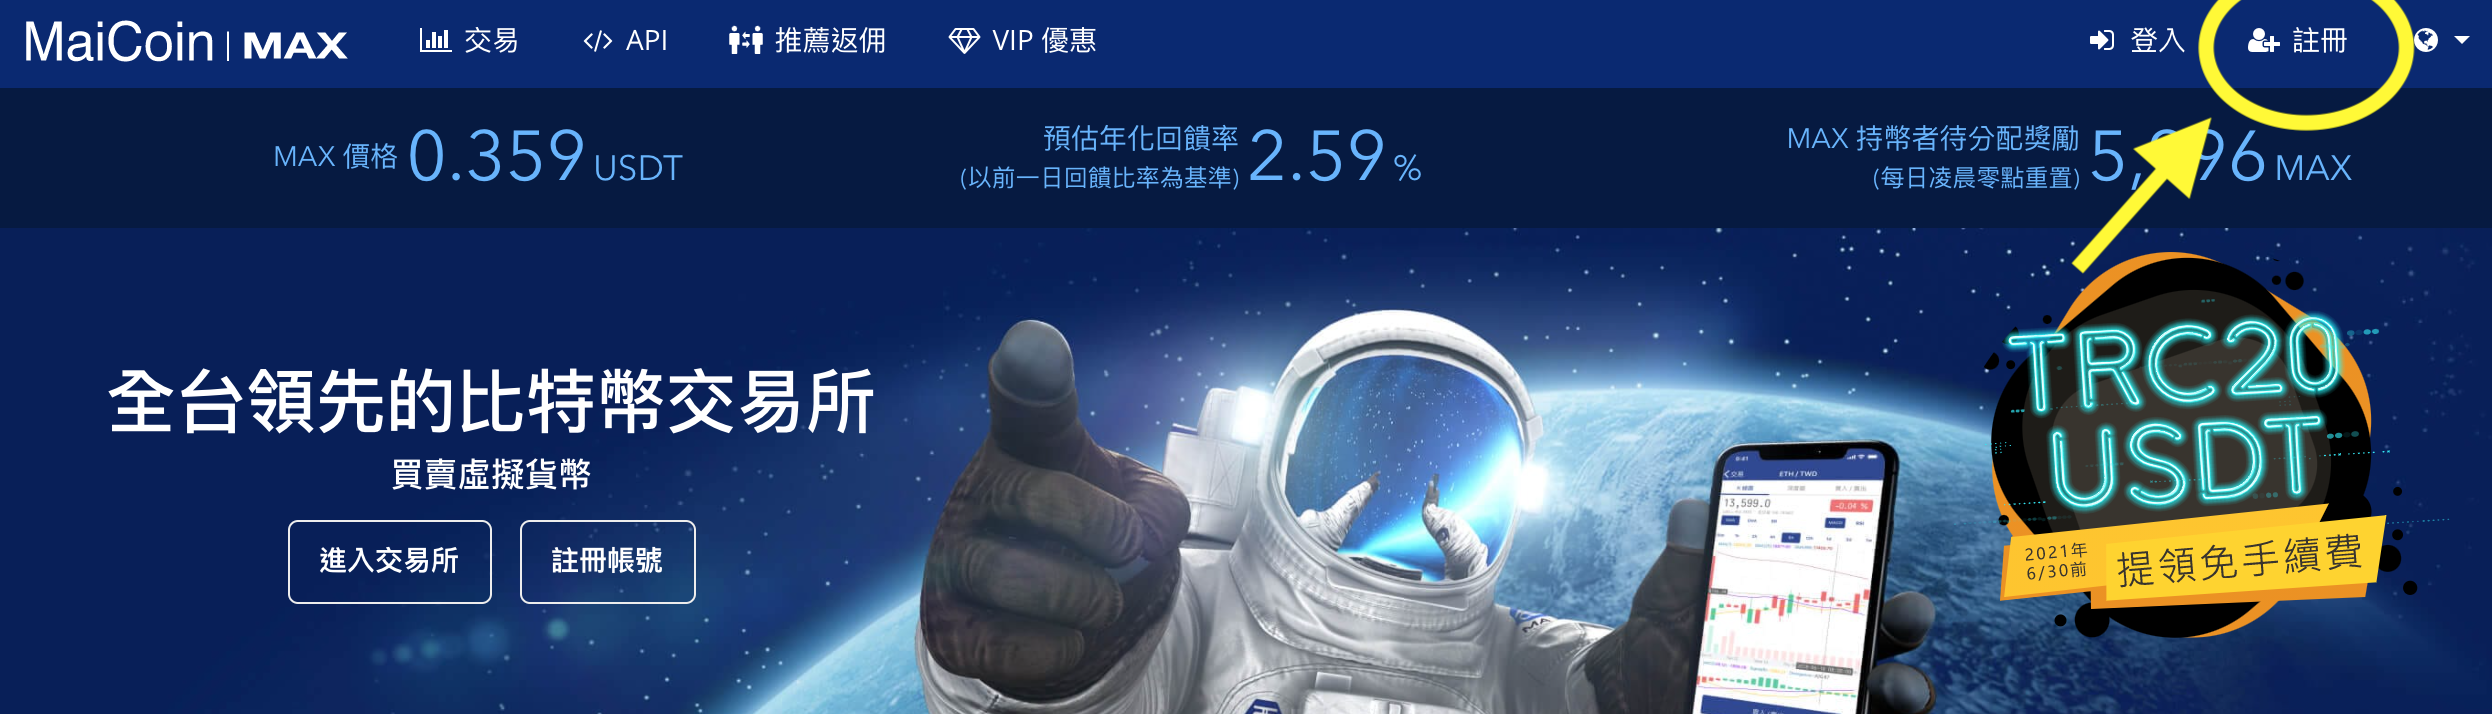 MaiCoin | MAX
交易
API
推薦返佣
VIP 優惠
登入
註冊
MAX 價格 0.359 USDT
預估年化回饋率 2.59 %
(以前一日回饋比率為基準)
MAX 持幣者待分配獎勵 MAX
(每日凌晨零點重置)
全台領先的比特幣交易所
買賣虛擬貨幣
進入交易所
註冊帳號
TRC20
USDT
2021年
6/30前
提領免手續費
ETH / TWD
13,599.0
-0.04 %